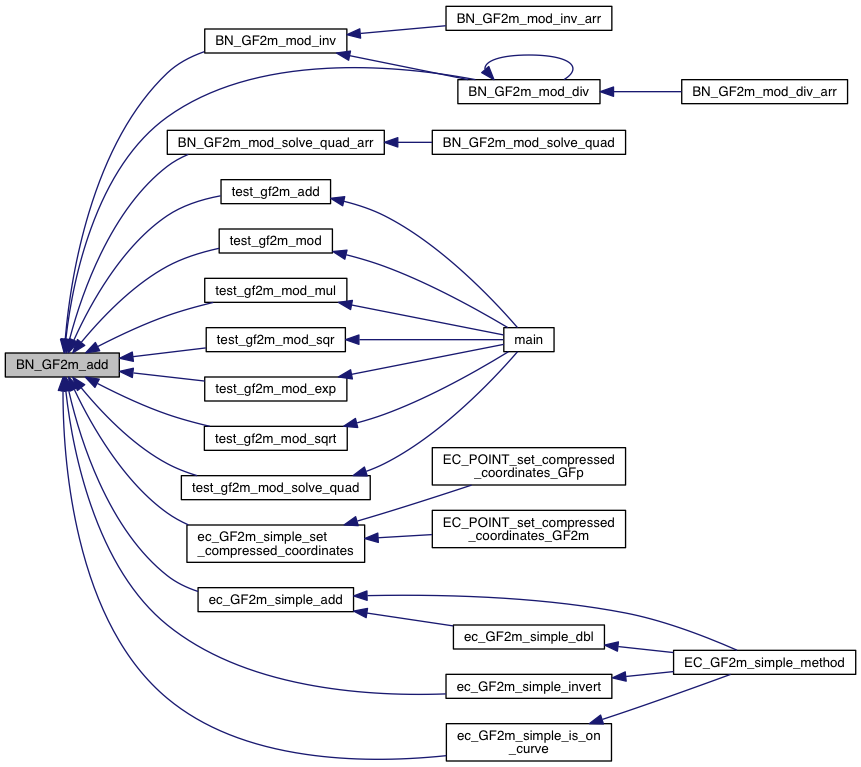 BN_GF2m_mod_inv_arr
BN_GF2m_mod_inv
BN_GF2m_mod_div
BN_GF2m_mod_div_arr
BN_GF2m_mod_solve_quad_arr
BN_GF2m_mod_solve_quad
test_gf2m_add
test_gf2m_mod
test_gf2m_mod_mul
test_gf2m_mod_sqr
main
BN_GF2m_add
test_gf2m_mod_exp
test_gf2m_mod_sqrt
EC_POINT_set_compressed
_coordinates_GFp
test_gf2m_mod_solve_quad
EC_POINT_set_compressed
_coordinates_GF2m
ec_GF2m_simple_set
_compressed_coordinates
ec_GF2m_simple_add
ec_GF2m_simple_dbl
EC_GF2m_simple_method
ec_GF2m_simple_invert
ec_GF2m_simple_is_on
_curve